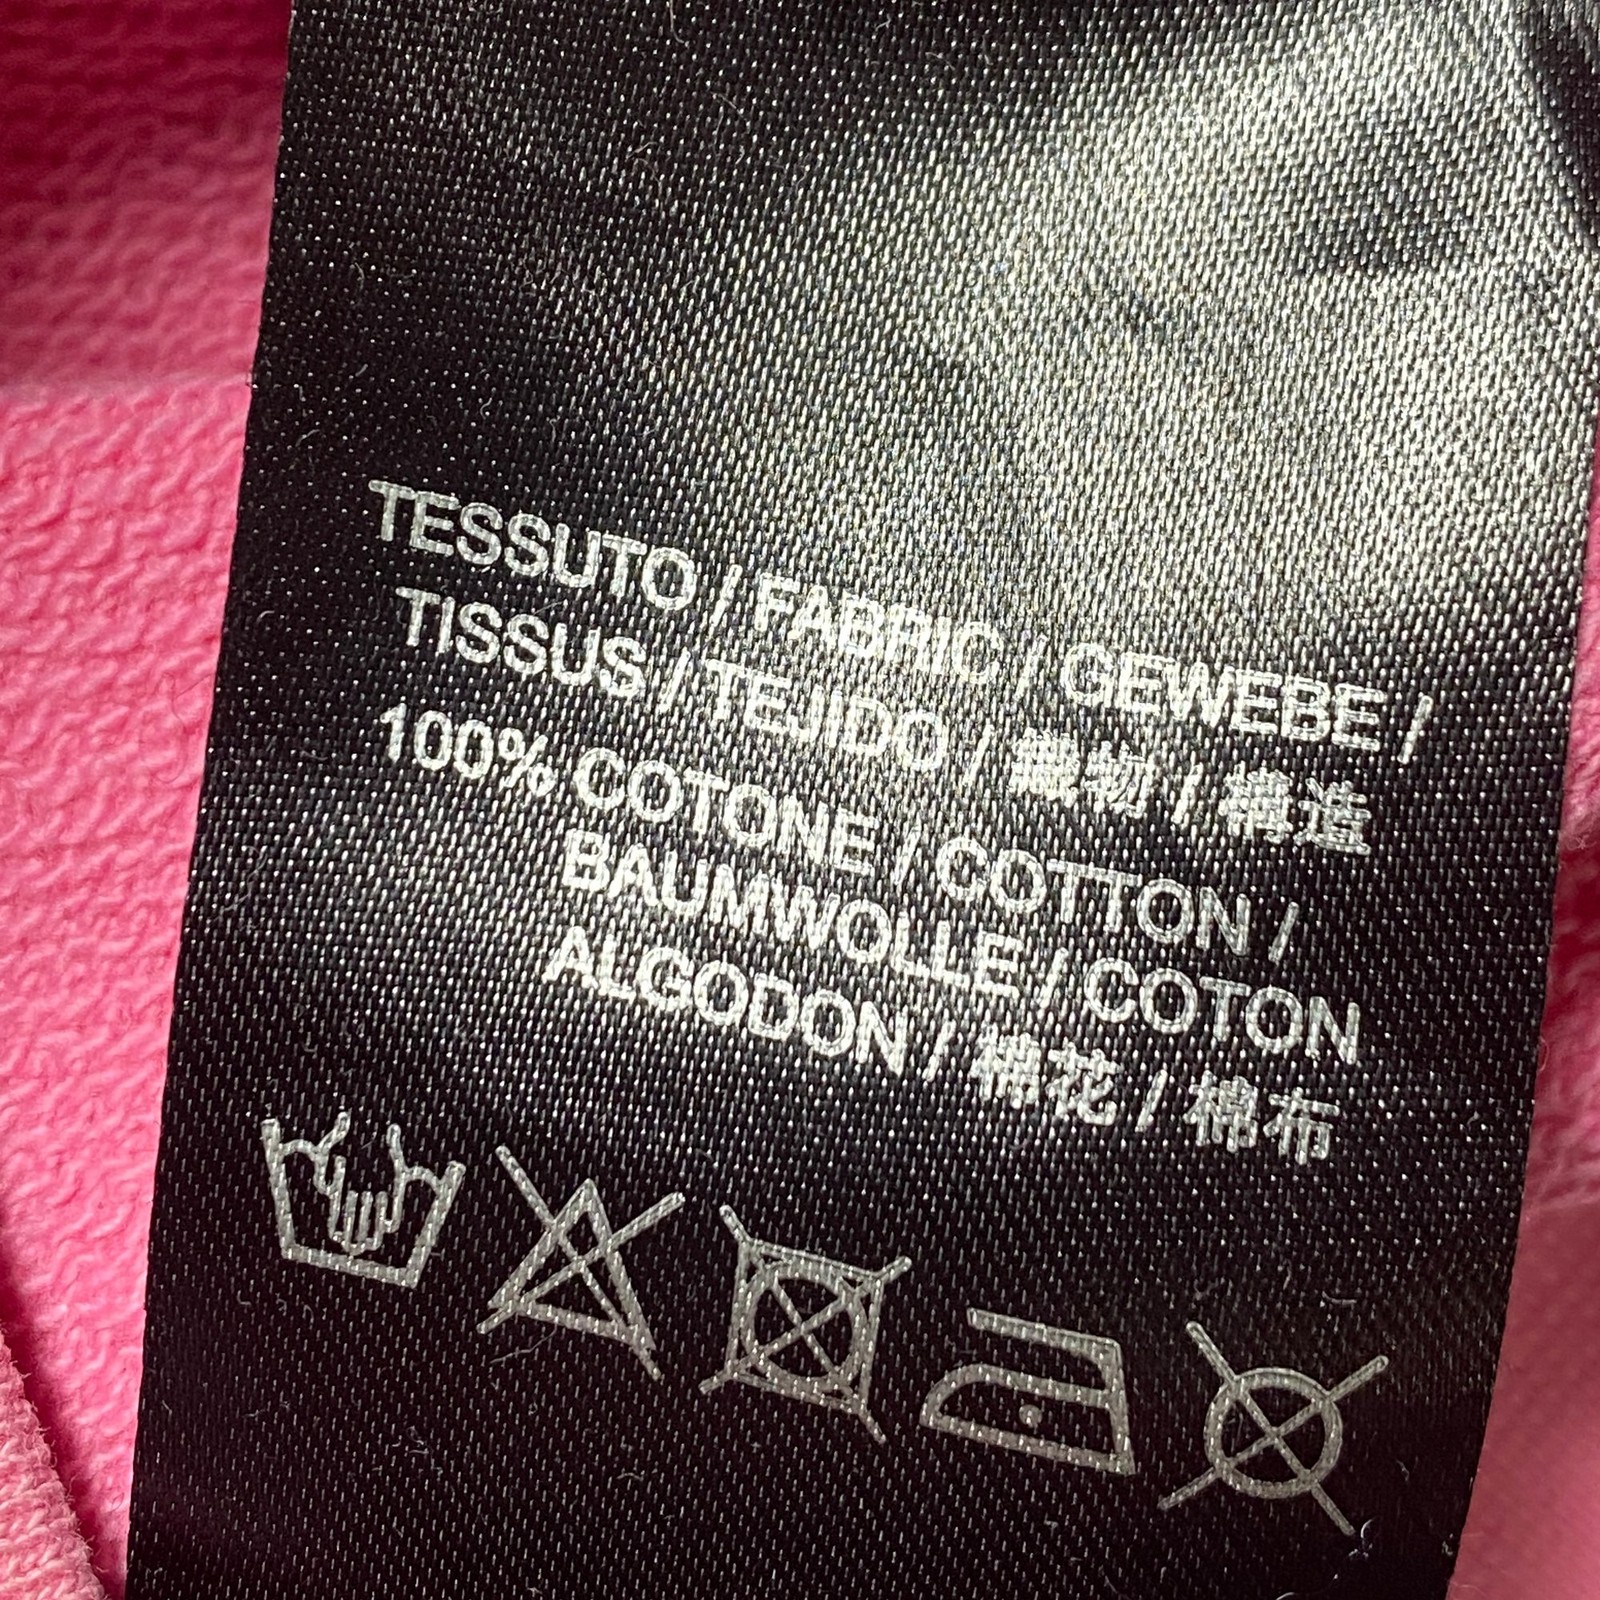 TESSUTO / FABRIC / GEWEBE /
TISSUS / TEJIDO / 織物 / 構造
100% COTONE / COTTON /
BAUMWOLLE / COTON
ALGODON / 棉花 / 棉布